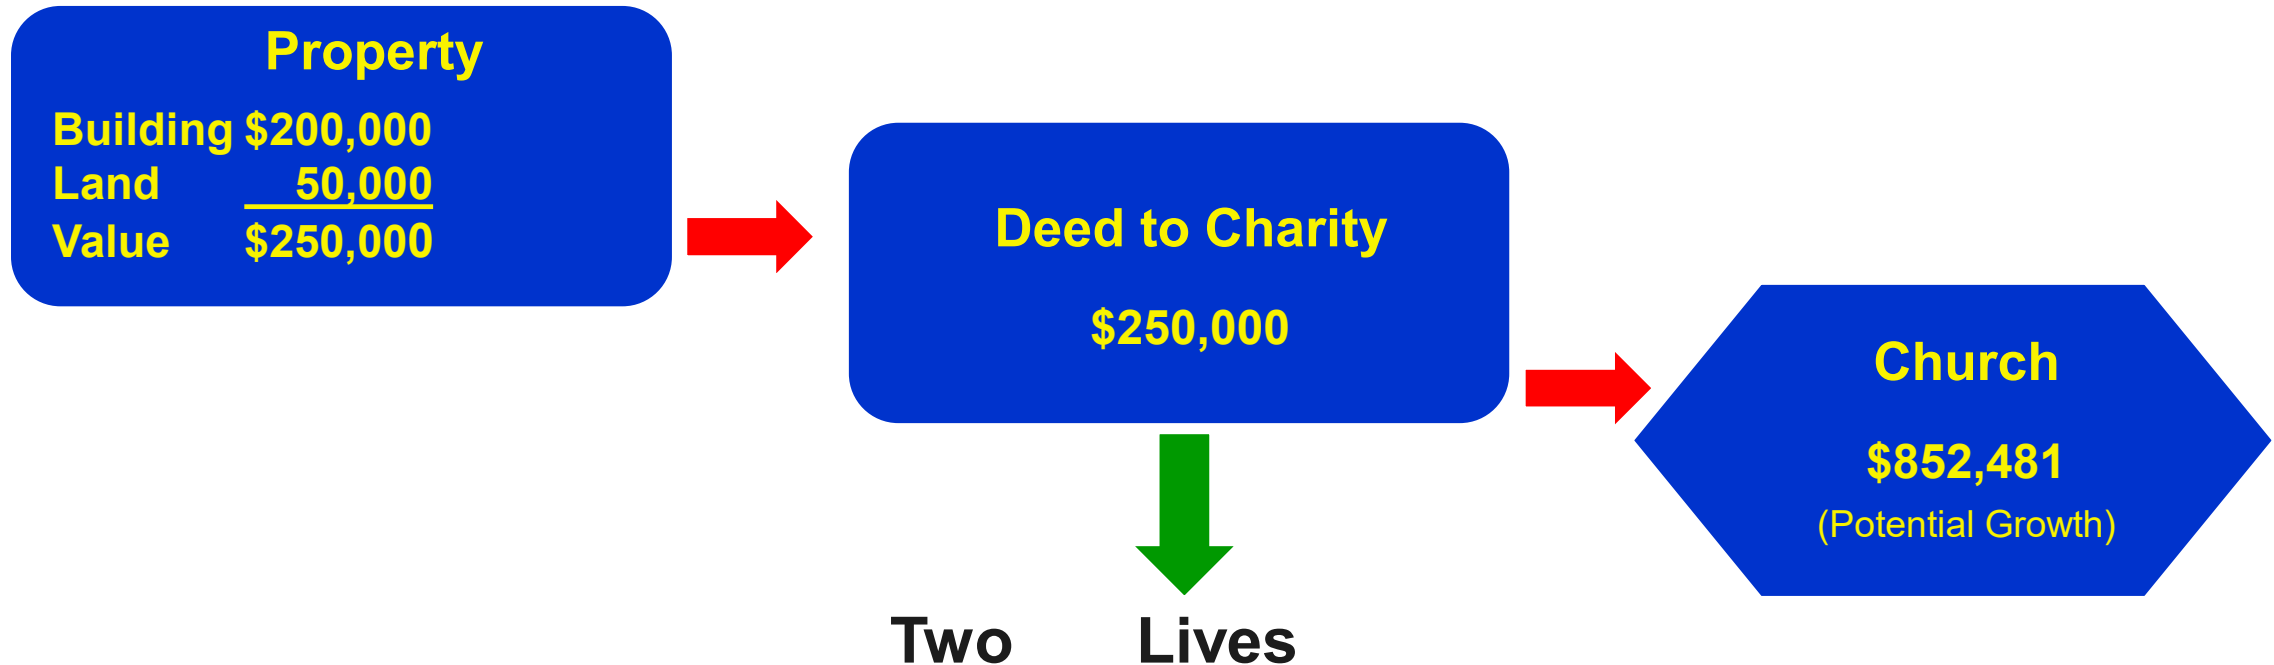 Property
Building $200,000
Land 50,000
Value $250,000
Deed to Charity
$250,000
Church
$852,481
(Potential Growth)
Two Lives